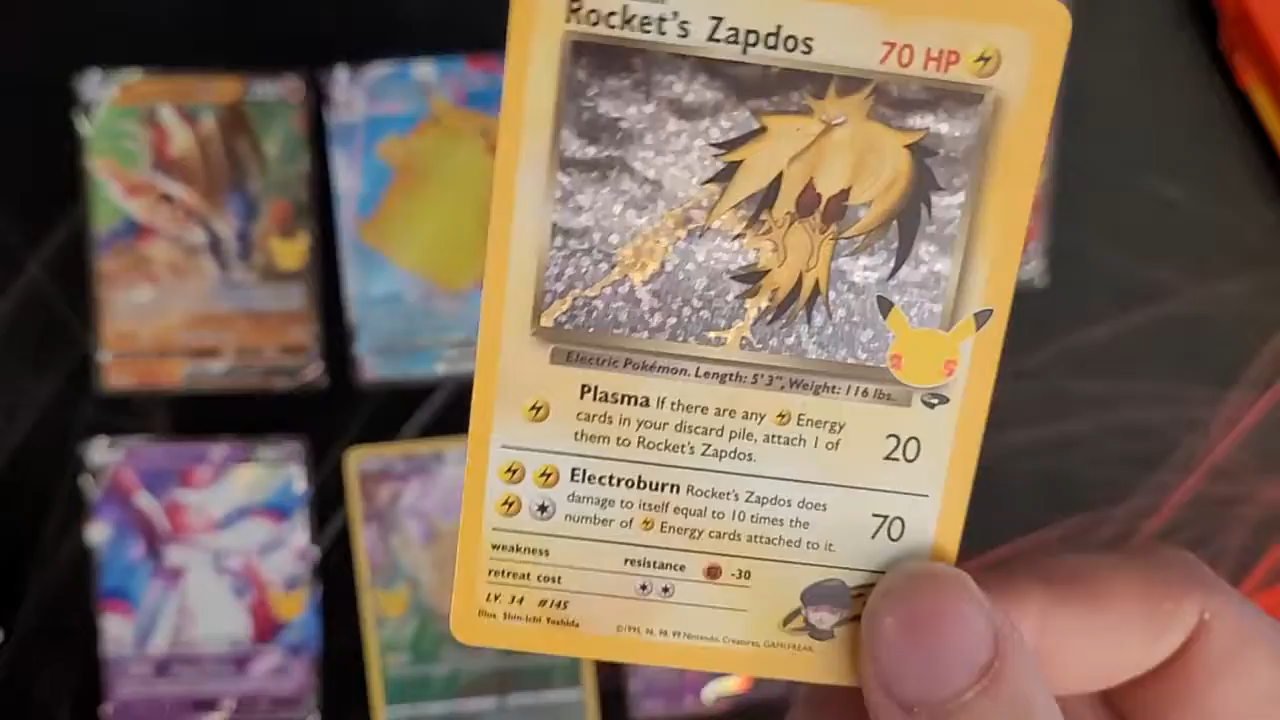 Rocket's Zapdos
70 HP
Electric Pokémon. Length: 5' 3", Weight: 116 lbs.
Plasma If there are any Energy
cards in your discard pile, attach 1 of
them to Rocket's Zapdos.
20
Electroburn Rocket's Zapdos does
damage to itself equal to 10 times the
number of Energy cards attached to it.
70
weakness
resistance
-30
retreat cost
LV. 34 #145
Illus. Shin-ichi Yoshida
©1995, 96, 98, 99 Nintendo, Creatures, GAMEFREAK.